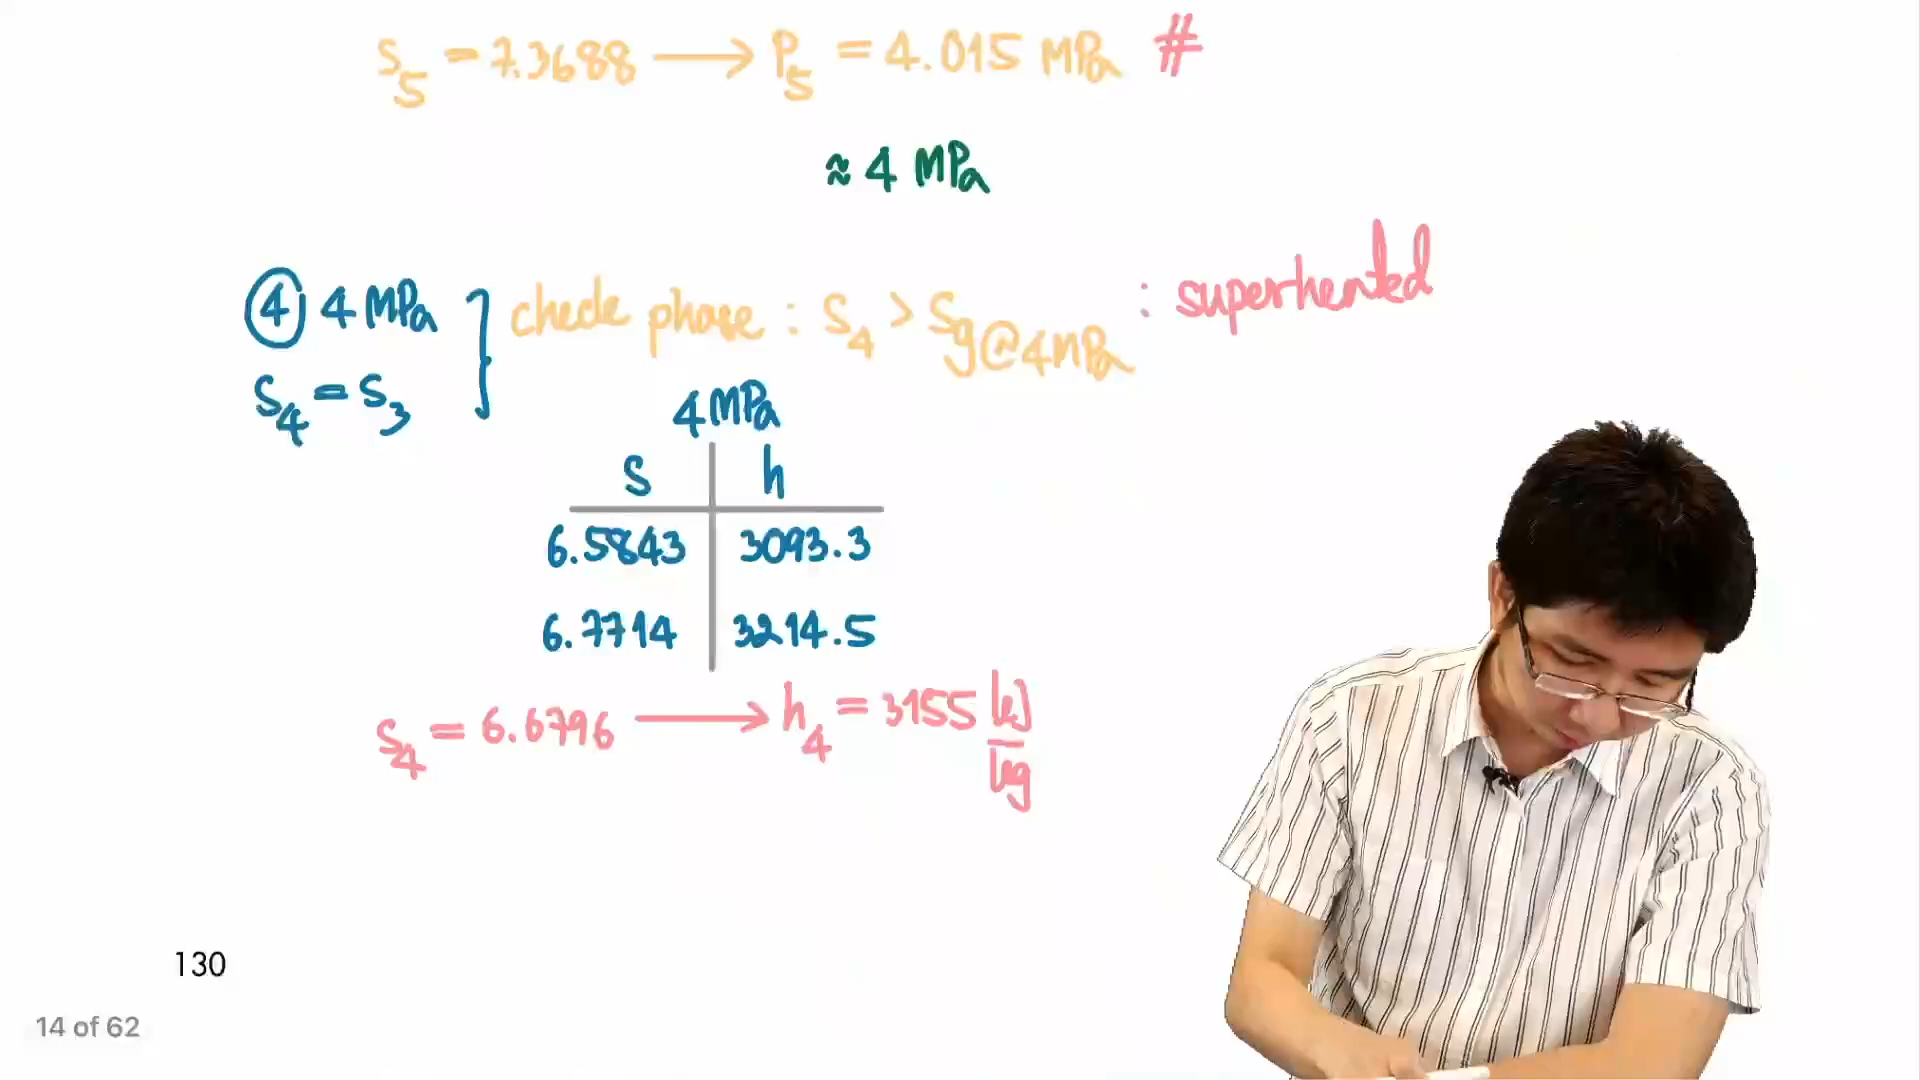 S5 = 7.3688 → P5 = 4.015 MPa #
≈ 4 MPa
④ 4 MPa } check phase : S4 > Sg@4MPa : superheated
S4 = S3
4 MPa
S h
6.5843 3093.3
6.7714 3214.5
S4 = 6.6796 → h4 = 3155 kJ/kg
130
14 of 62